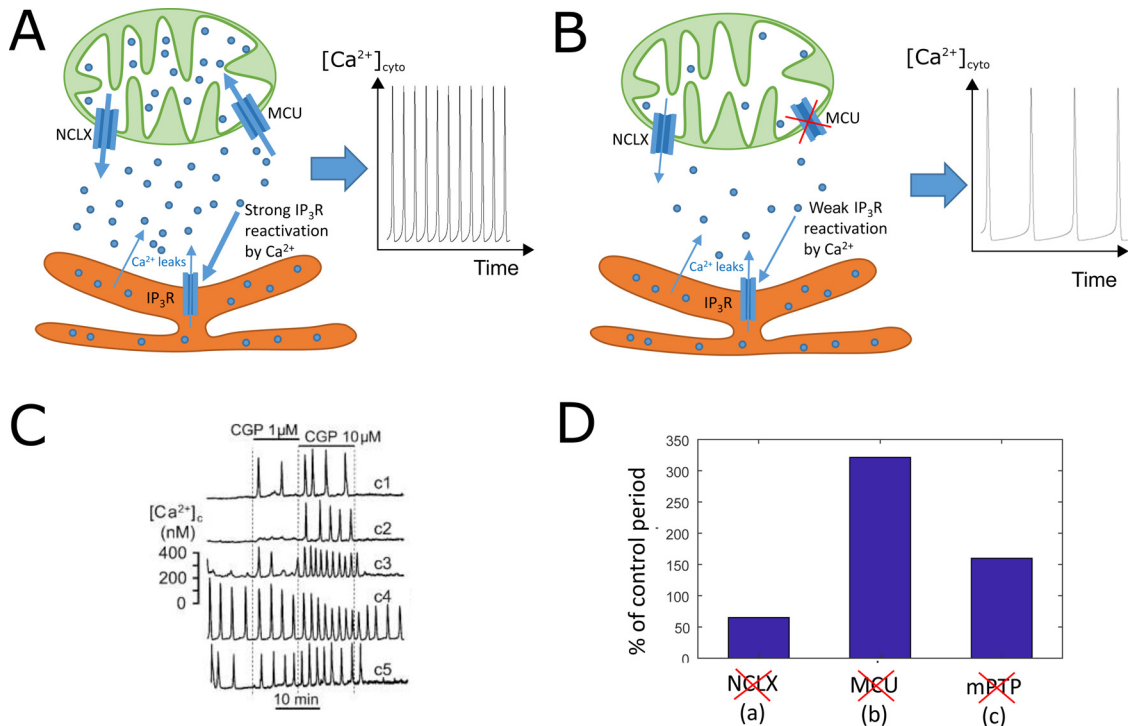 A
[Ca²⁺]cyto
NCLX
MCU
Strong IP₃R
reactivation
by Ca²⁺
Ca²⁺ leaks
IP₃R
Time
B
[Ca²⁺]cyto
NCLX
MCU
Weak IP₃R
reactivation
by Ca²⁺
Ca²⁺ leaks
IP₃R
Time
C
CGP 1µM
CGP 10µM
c1
[Ca²⁺]c
(nM)
c2
400
200
0
c3
c4
c5
10 min
D
% of control period
350
300
250
200
150
100
50
0
NCLX
MCU
mPTP
(a)
(b)
(c)